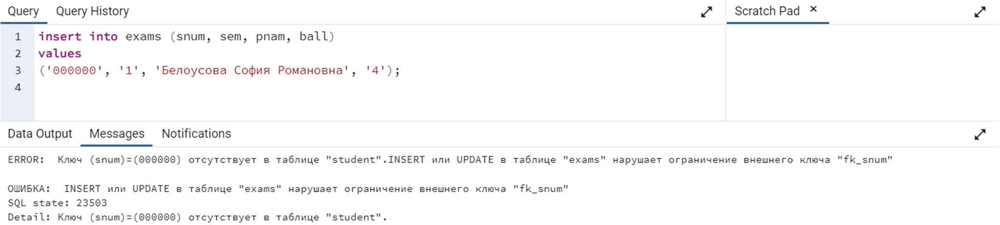 Query Query History Scratch Pad ×
1 insert into exams (snum, sem, pnam, ball)
2 values
3 ('000000', '1', 'Белоусова София Романовна', '4');
4
Data Output Messages Notifications
ERROR:  Ключ (snum)=(000000) отсутствует в таблице "student".INSERT или UPDATE в таблице "exams" нарушает ограничение внешнего ключа "fk_snum"
ОШИБКА:  INSERT или UPDATE в таблице "exams" нарушает ограничение внешнего ключа "fk_snum"
SQL state: 23503
Detail: Ключ (snum)=(000000) отсутствует в таблице "student".